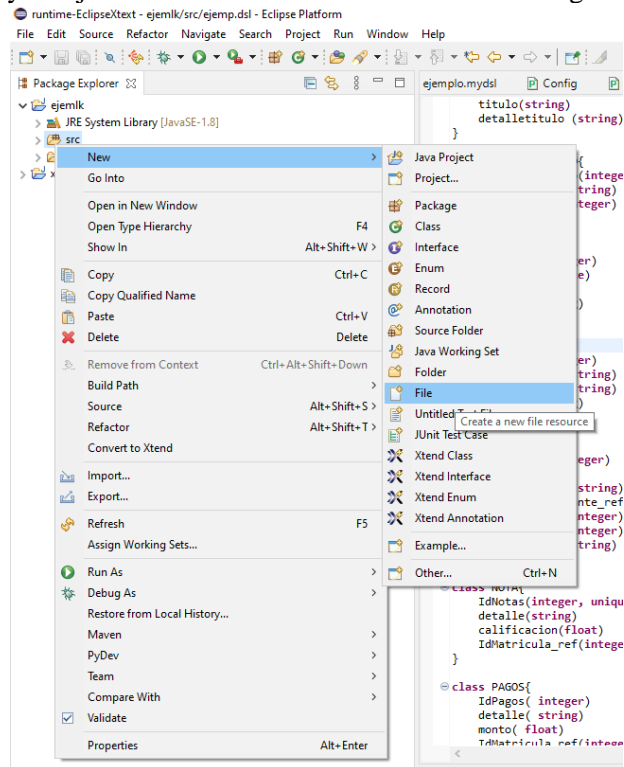 runtime-EclipseXtext - ejemlk/src/ejemp.dsl - Eclipse Platform
File Edit Source Refactor Navigate Search Project Run Window Help
Package Explorer
ejemplo.mydsl Config
ejemlk
JRE System Library [JavaSE-1.8]
src
New
Go Into
Open in New Window
Open Type Hierarchy F4
Show In Alt+Shift+W >
Copy Ctrl+C
Copy Qualified Name
Paste Ctrl+V
Delete Delete
Remove from Context Ctrl+Alt+Shift+Down
Build Path
Source Alt+Shift+S >
Refactor Alt+Shift+T >
Convert to Xtend
Import...
Export...
Refresh F5
Assign Working Sets...
Run As
Debug As
Restore from Local History...
Maven
PyDev
Team
Compare With
Validate
Properties Alt+Enter
Java Project
Project...
Package
Class
Interface
Enum
Record
Annotation
Source Folder
Java Working Set
Folder
File
Untitled Text File
Create a new file resource
JUnit Test Case
Xtend Class
Xtend Interface
Xtend Enum
Xtend Annotation
Example...
Other... Ctrl+N
titulo(string)
detalletitulo (string)
}
class NOTA{
IdNotas(integer, uniqu
detalle(string)
calificacion(float)
IdMatricula_ref(intege
}
class PAGOS{
IdPagos( integer)
detalle( string)
monto( float)
IdMatricula_ref(intege